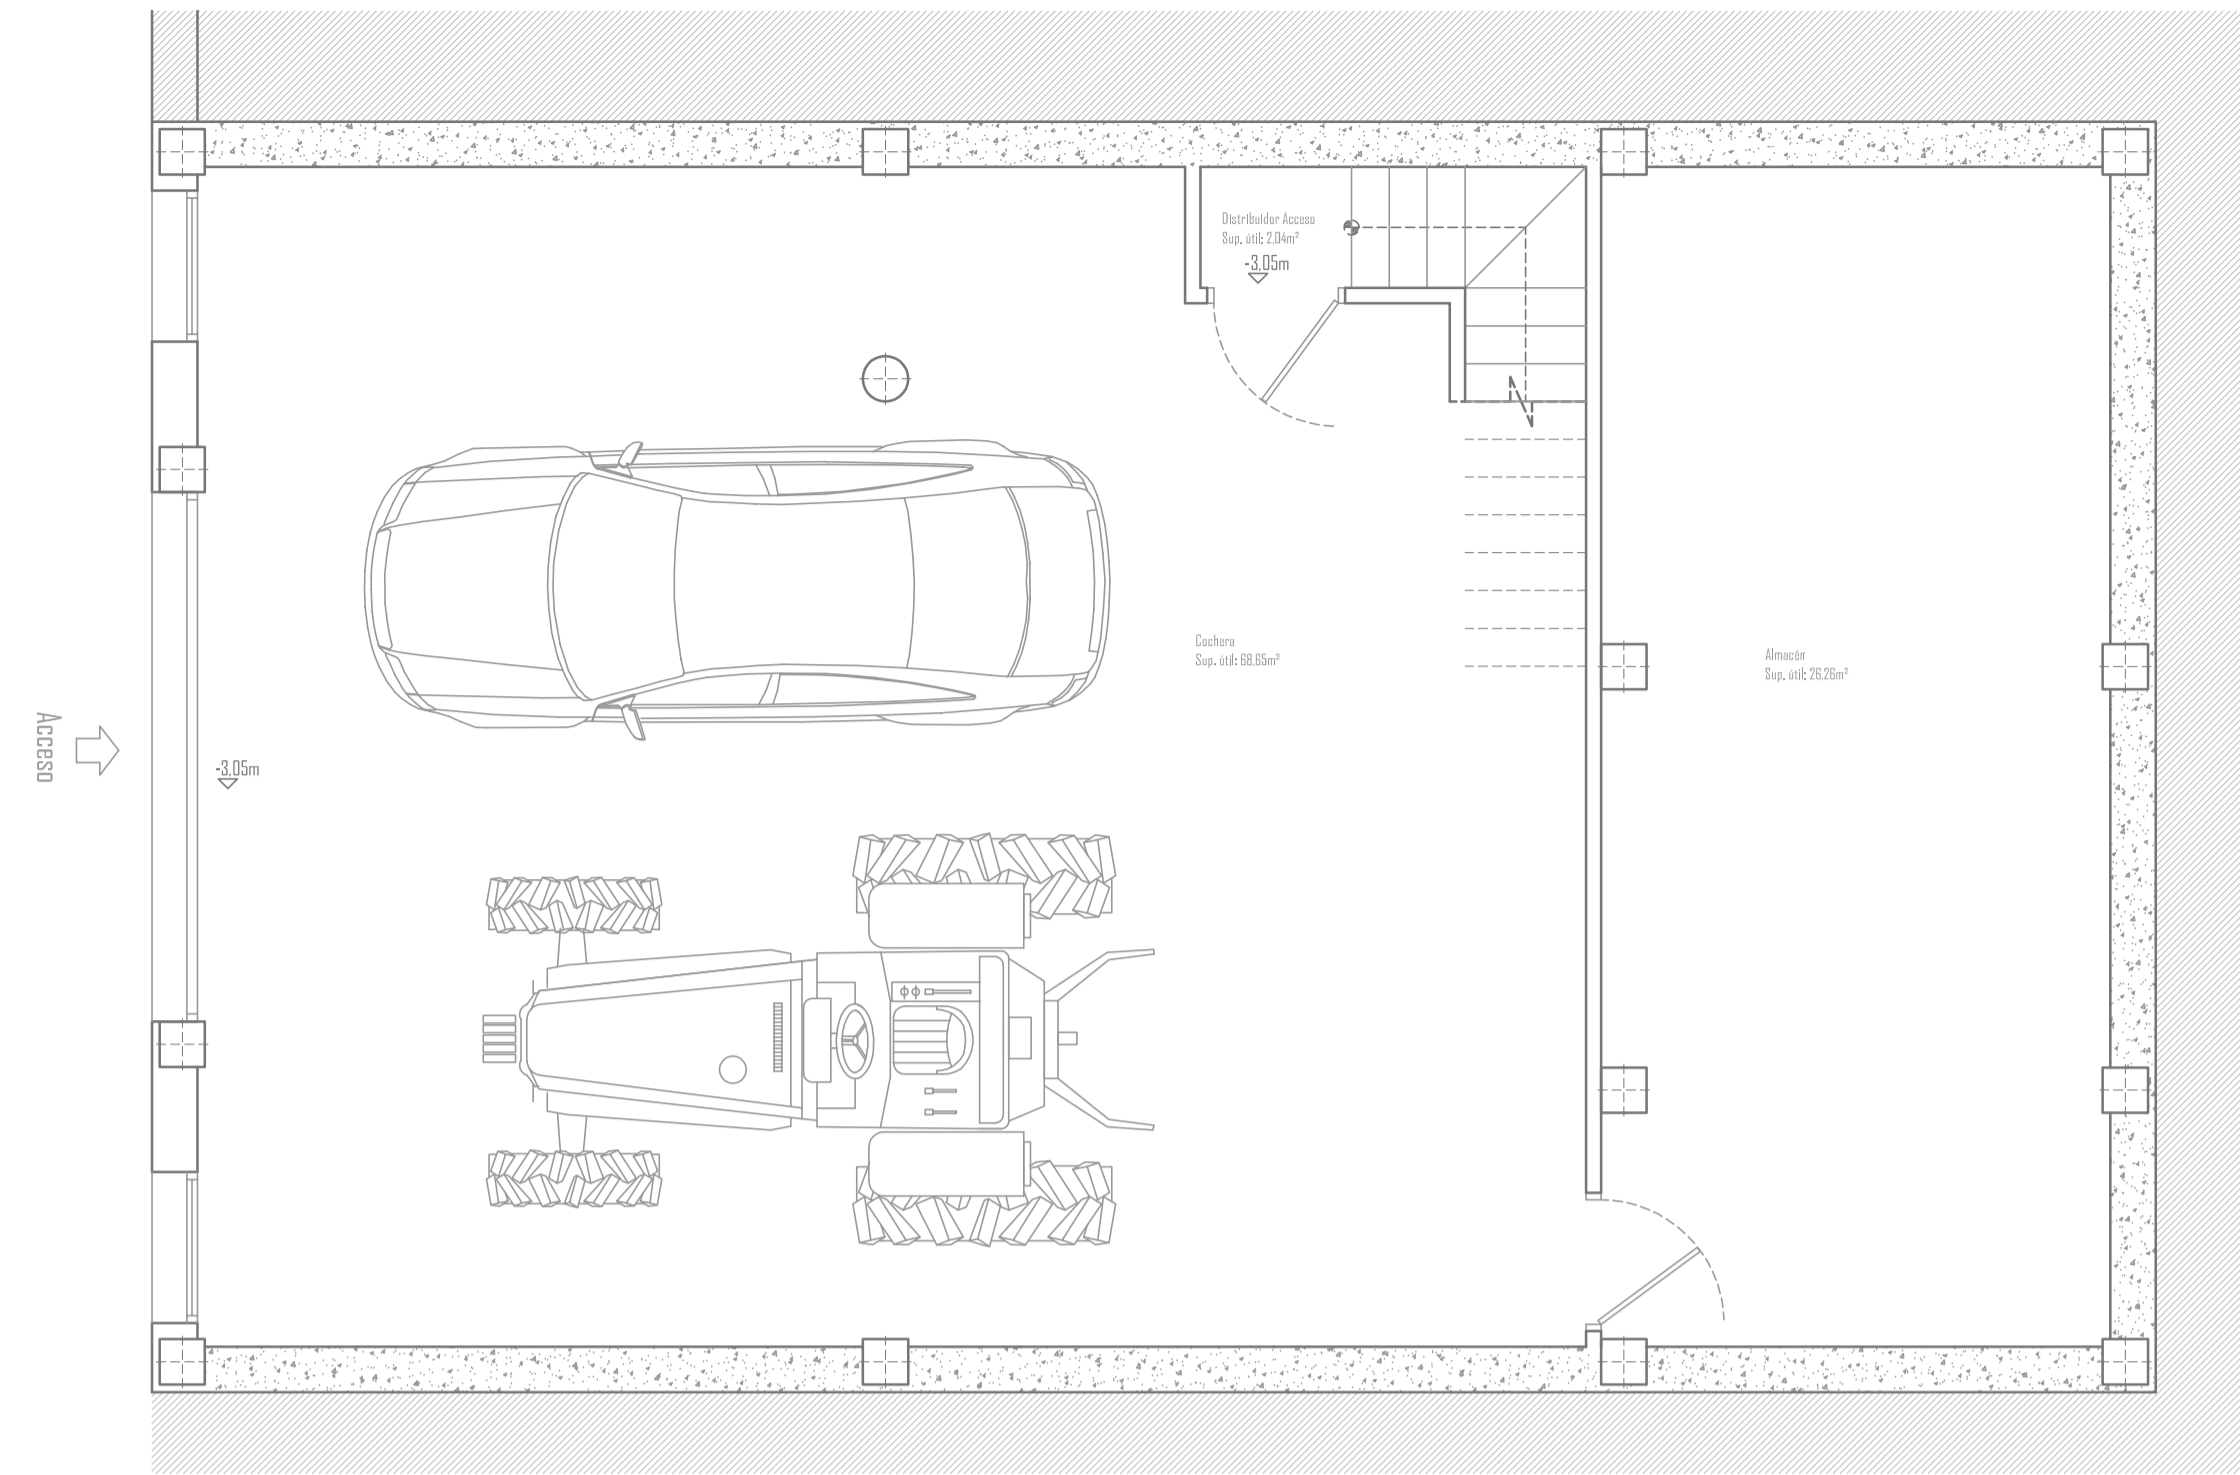 Distribuidor Acceso
Sup. útil: 2,04m²
-3,05m
Cochera
Sup. útil: 68,65m²
Almacén
Sup. útil: 26,26m²
Acceso
-3,05m